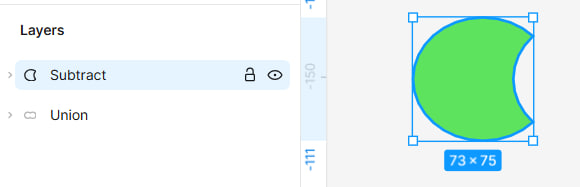 Layers
Subtract
Union
-150
-111
73 × 75